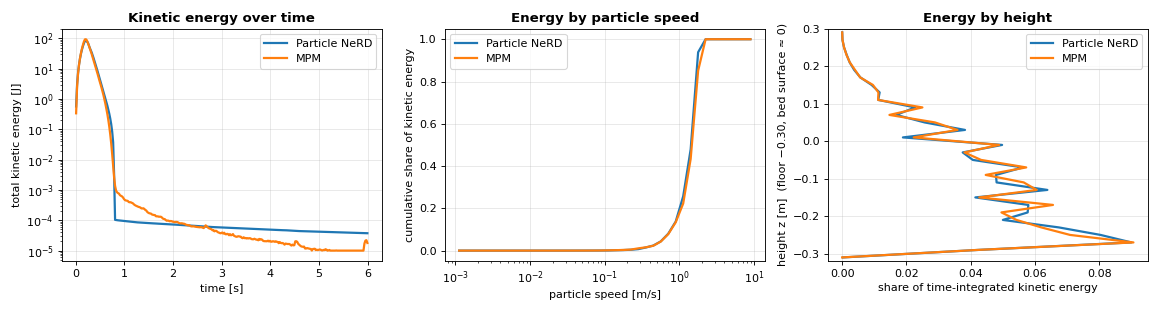 Kinetic energy over time
total kinetic energy [J]
10²
10¹
10⁰
10⁻¹
10⁻²
10⁻³
10⁻⁴
10⁻⁵
Particle NeRD
MPM
0
1
2
3
4
5
6
time [s]
Energy by particle speed
cumulative share of kinetic energy
1.0
0.8
0.6
0.4
0.2
0.0
Particle NeRD
MPM
10⁻³
10⁻²
10⁻¹
10⁰
10¹
particle speed [m/s]
Energy by height
height z [m] (floor −0.30, bed surface ≈ 0)
0.3
0.2
0.1
0.0
−0.1
−0.2
−0.3
Particle NeRD
MPM
0.00
0.02
0.04
0.06
0.08
share of time-integrated kinetic energy